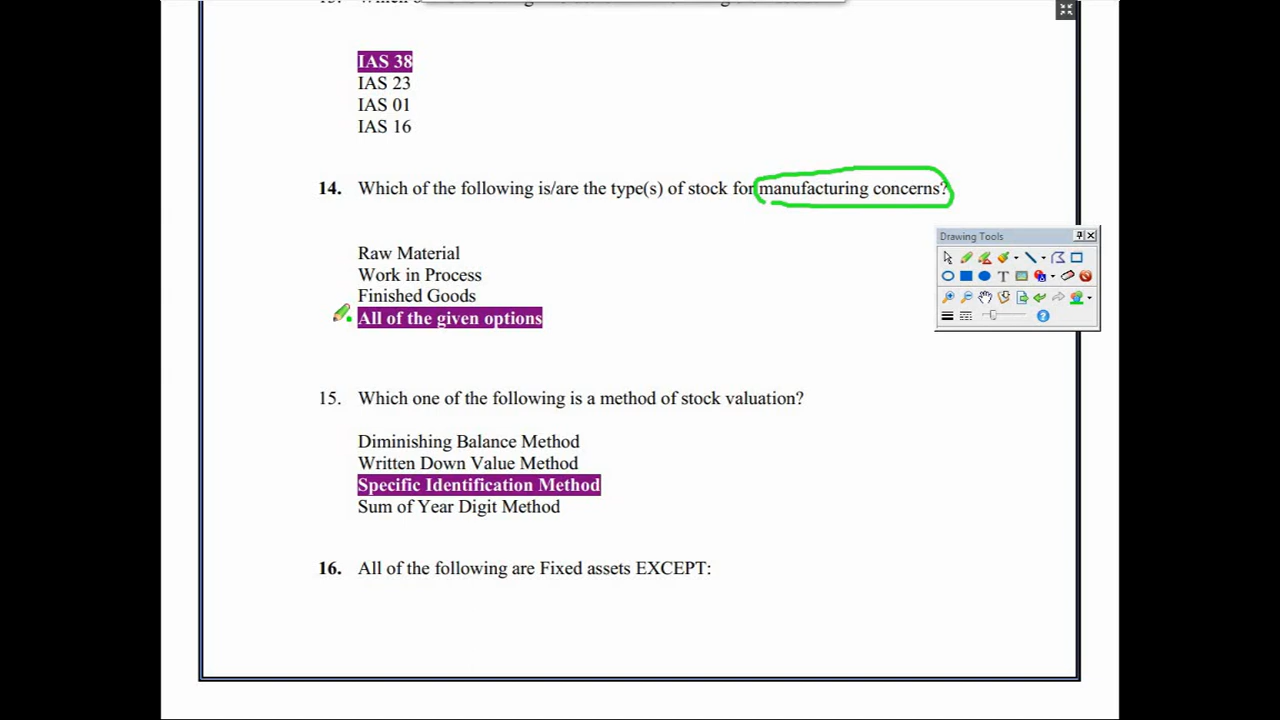 IAS 38
IAS 23
IAS 01
IAS 16
14. Which of the following is/are the type(s) of stock for manufacturing concerns?
Drawing Tools
Raw Material
Work in Process
Finished Goods
All of the given options
15. Which one of the following is a method of stock valuation?
Diminishing Balance Method
Written Down Value Method
Specific Identification Method
Sum of Year Digit Method
16. All of the following are Fixed assets EXCEPT: